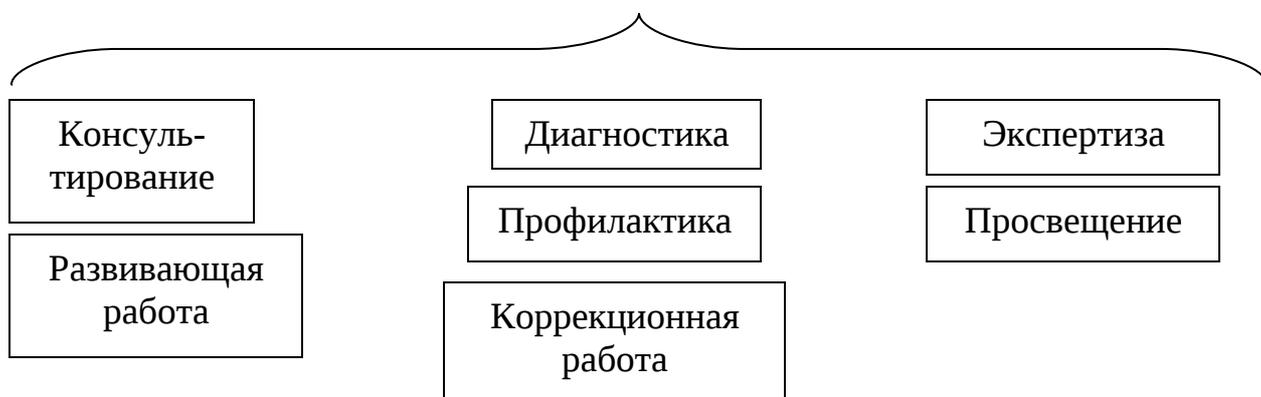 Консуль-
тирование
Развивающая
работа
Диагностика
Профилактика
Коррекционная
работа
Экспертиза
Просвещение